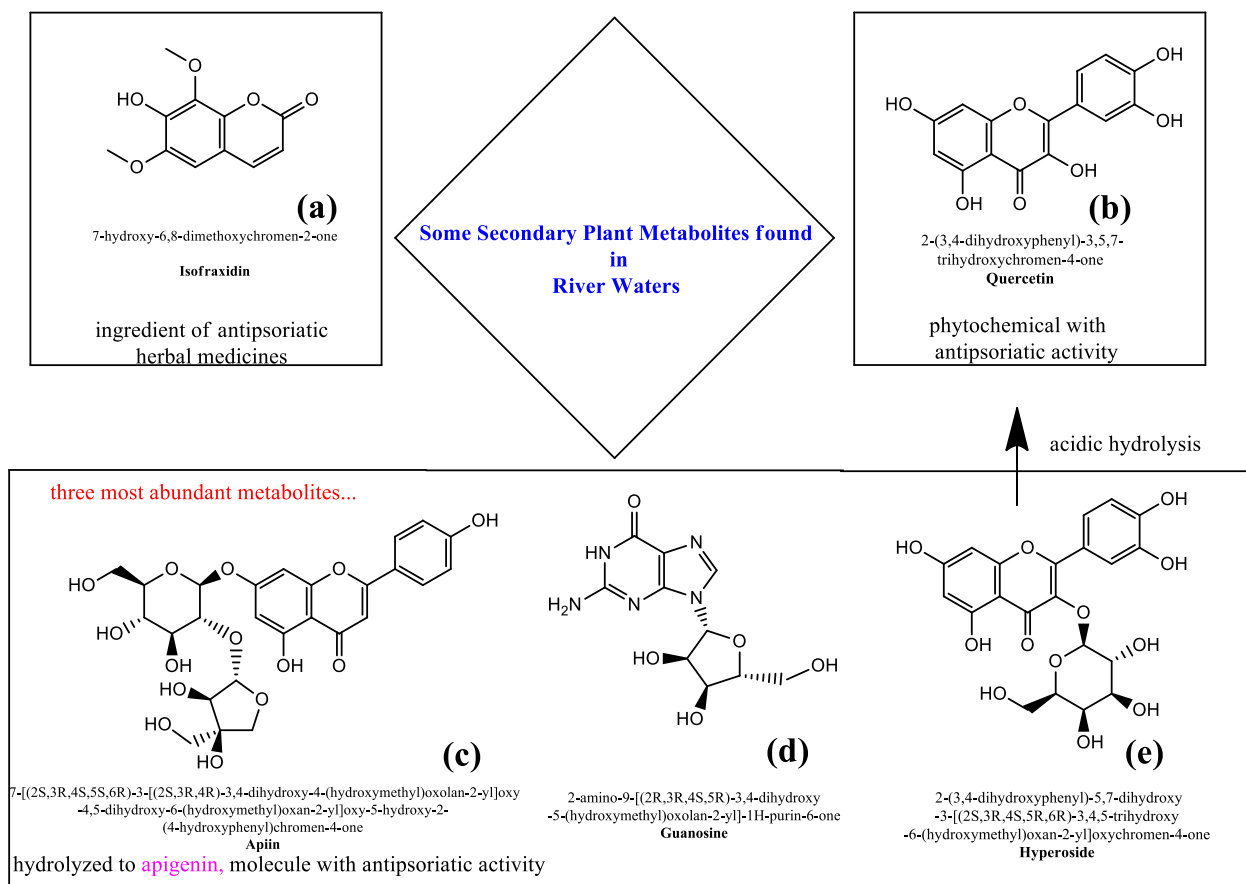 O
O
HO
O
O
O
(a)
7-hydroxy-6,8-dimethoxychromen-2-one
Isofraxidin
ingredient of antipsoriatic
herbal medicines
Some Secondary Plant Metabolites found
in
River Waters
OH
HO
O
OH
OH
OH
O
(b)
2-(3,4-dihydroxyphenyl)-3,5,7-
trihydroxychromen-4-one
Quercetin
phytochemical with
antipsoriatic activity
acidic hydrolysis
three most abundant metabolites...
OH
O
O
O
HO
HO
O
HO
OH
O
HO
O
HO
HO
(c)
7-[(2S,3R,4S,5S,6R)-3-[(2S,3R,4R)-3,4-dihydroxy-4-(hydroxymethyl)oxolan-2-yl]oxy
-4,5-dihydroxy-6-(hydroxymethyl)oxan-2-yl]oxy-5-hydroxy-2-
(4-hydroxyphenyl)chromen-4-one
Apiin
hydrolyzed to apigenin, molecule with antipsoriatic activity
O
HN
N
H2N
N
N
O
HO
OH
HO
(d)
2-amino-9-[(2R,3R,4S,5R)-3,4-dihydroxy
-5-(hydroxymethyl)oxolan-2-yl]-1H-purin-6-one
Guanosine
OH
HO
O
OH
O
OH
O
OH
O
HO
OH
OH
(e)
2-(3,4-dihydroxyphenyl)-5,7-dihydroxy
-3-[(2S,3R,4S,5R,6R)-3,4,5-trihydroxy
-6-(hydroxymethyl)oxan-2-yl]oxychromen-4-one
Hyperoside